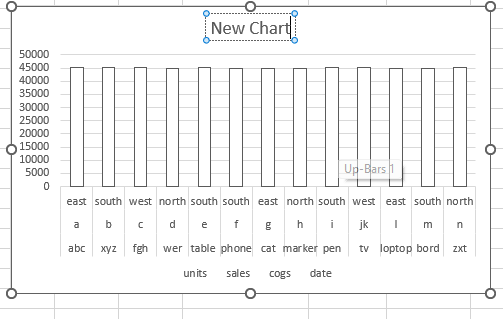 New Chart
50000
45000
40000
35000
30000
25000
20000
15000
10000
5000
0
Up-Bars 1
east south west north south south east north south west east south north
a b c d e f g h i jk l m n
abc xyz fgh wer table phone cat marker pen tv loptop bord zxt
units sales cogs date